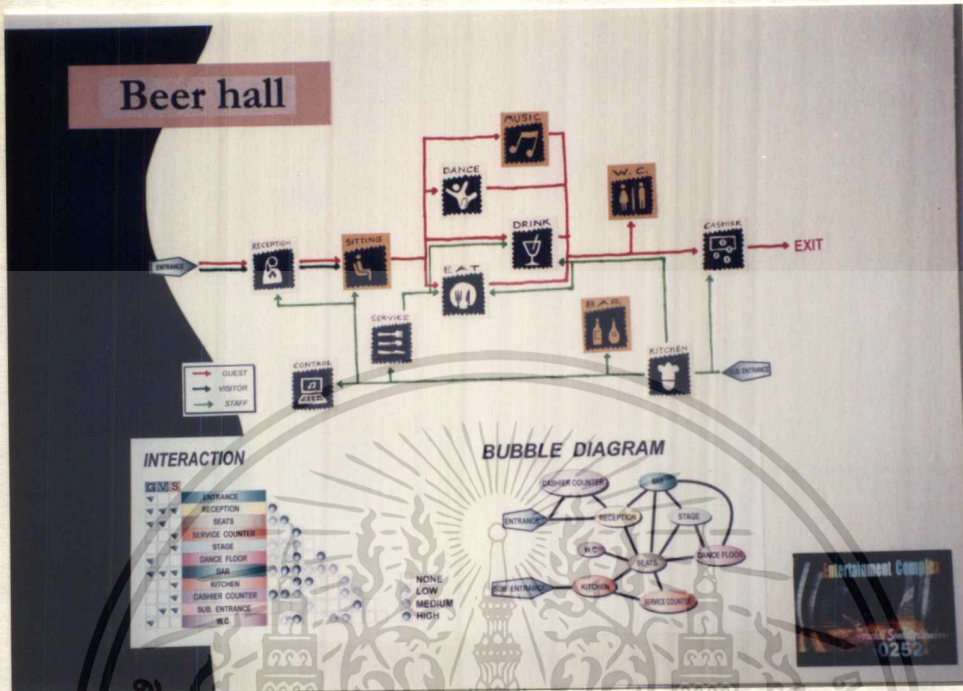 Beer hall
MUSIC
DANCE
W.C.
DRINK
CASHIER
RECEPTION
SITTING
EXIT
ENTRANCE
EAT
SERVICE
BAR
KITCHEN
CONTROL
SUB. ENTRANCE
GUEST
VISITOR
STAFF
INTERACTION
G V S
ENTRANCE
RECEPTION
SEATS
SERVICE COUNTER
STAGE
DANCE FLOOR
BAR
KITCHEN
CASHIER COUNTER
SUB. ENTRANCE
W.C.
NONE
LOW
MEDIUM
HIGH
BUBBLE DIAGRAM
CASHIER COUNTER
BAR
ENTRANCE
RECEPTION
STAGE
W.C.
SEATS
DANCE FLOOR
SUB. ENTRANCE
KITCHEN
SERVICE COUNTER
Entertainment Complex
0252